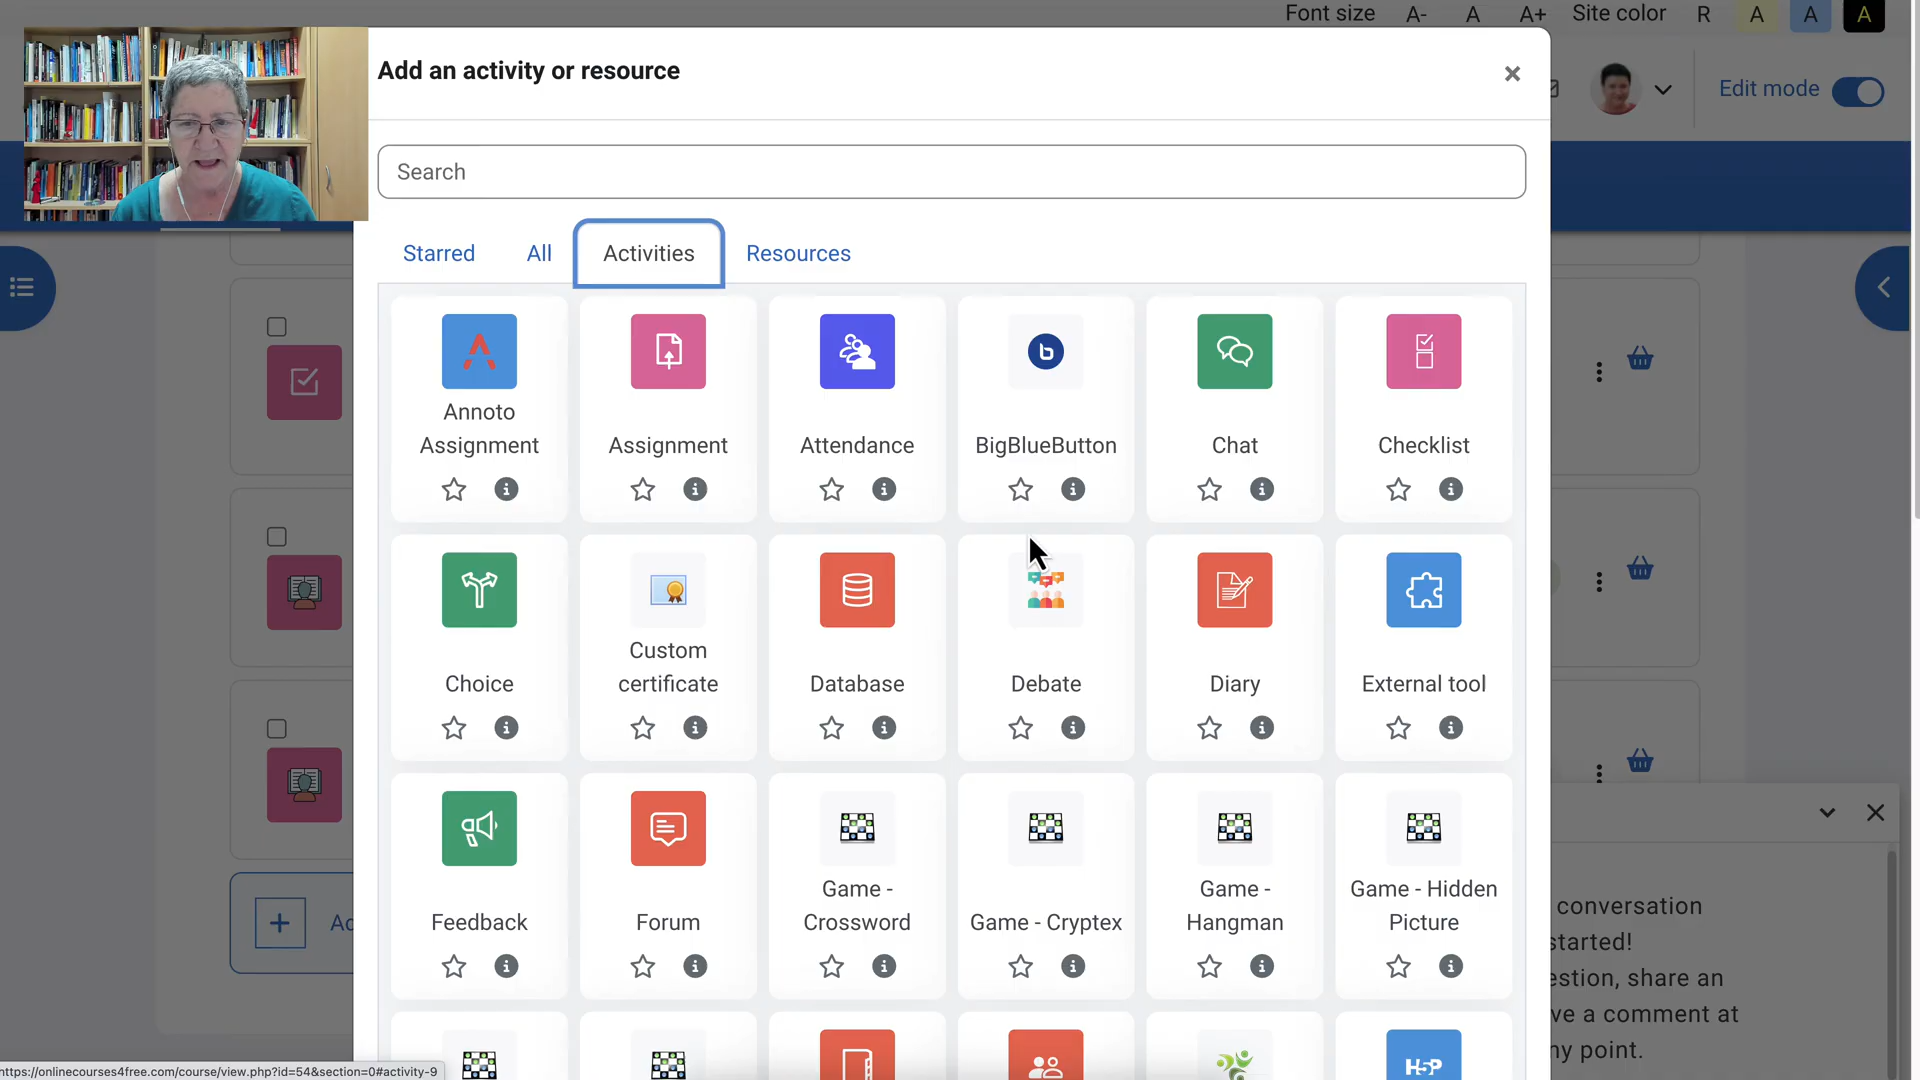 Font size A- A A+ Site color R A A A
Add an activity or resource
×
Edit mode
Search
Starred All Activities Resources
Annoto Assignment
Assignment
Attendance
BigBlueButton
Chat
Checklist
Choice
Custom certificate
Database
Debate
Diary
External tool
Feedback
Forum
Game - Crossword
Game - Cryptex
Game - Hangman
Game - Hidden Picture
Ac
conversation
started!
estion, share an
ve a comment at
ny point.
H5P
https://onlinecourses4free.com/course/view.php?id=54&section=0#activity-9